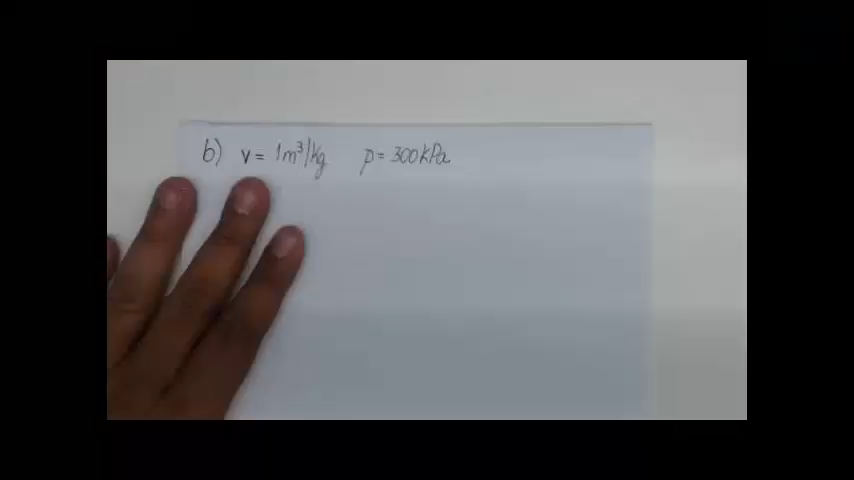 b) v = 1m³/kg p = 300kPa